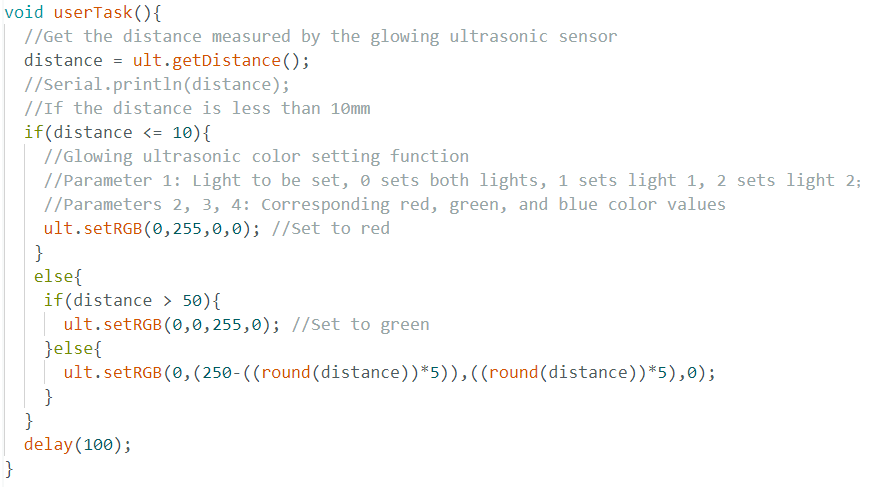 void userTask(){
  //Get the distance measured by the glowing ultrasonic sensor
  distance = ult.getDistance();
  //Serial.println(distance);
  //If the distance is less than 10mm
  if(distance <= 10){
    //Glowing ultrasonic color setting function
    //Parameter 1: Light to be set, 0 sets both lights, 1 sets light 1, 2 sets light 2;
    //Parameters 2, 3, 4: Corresponding red, green, and blue color values
    ult.setRGB(0,255,0,0); //Set to red
   }
   else{
    if(distance > 50){
      ult.setRGB(0,0,255,0); //Set to green
    }else{
      ult.setRGB(0,(250-((round(distance))*5)),((round(distance))*5),0);
    }
  }
  delay(100);
}